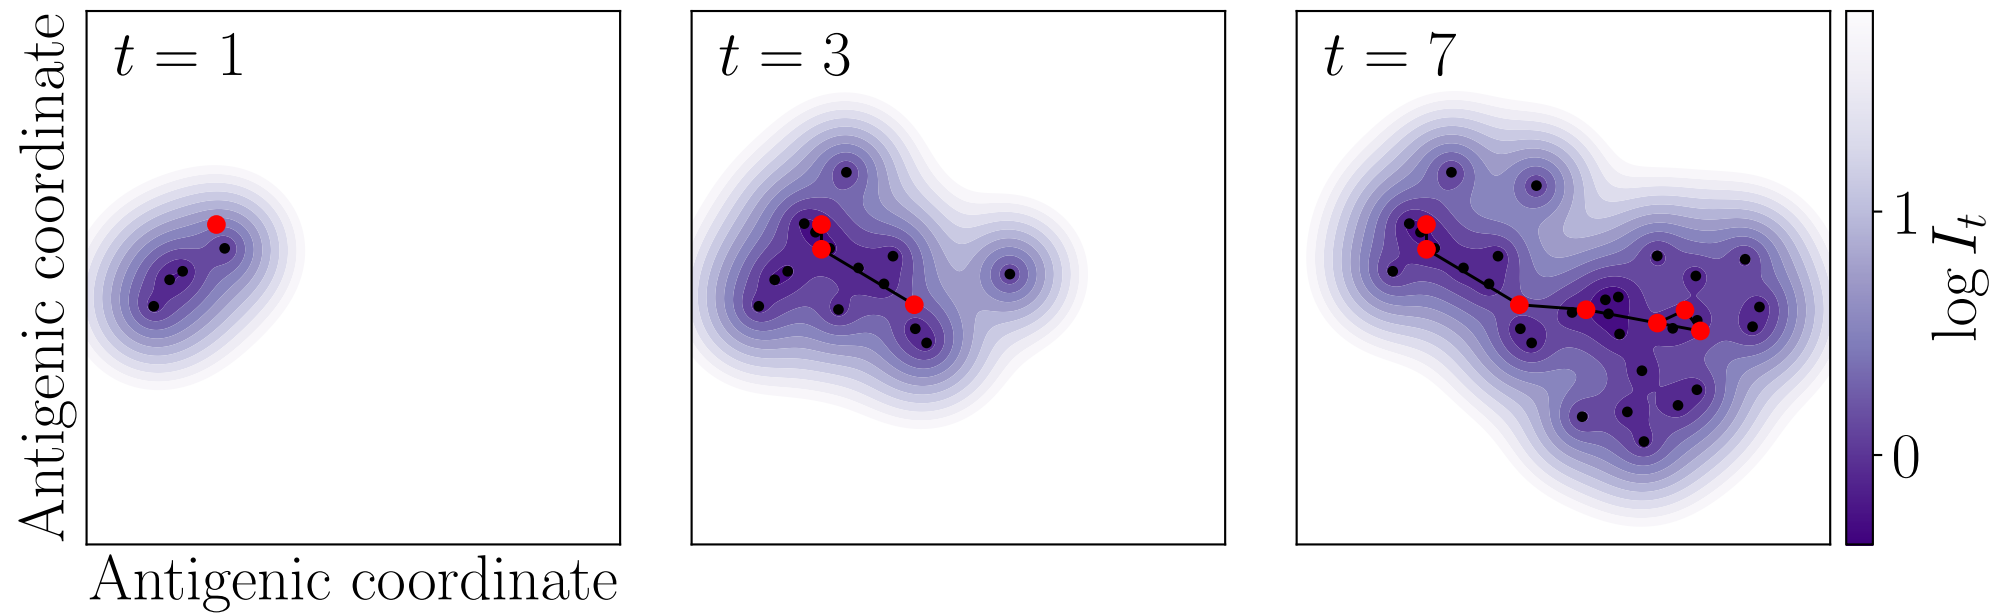 t = 1
t = 3
t = 7
Antigenic coordinate
Antigenic coordinate
1
0
log I_t